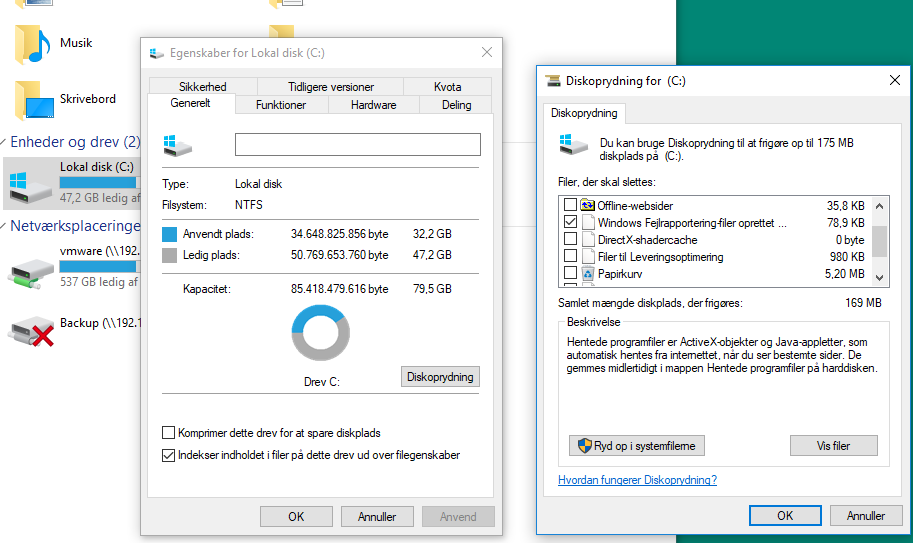 Musik
Skrivebord
Enheder og drev (2)
Lokal disk (C:)
47,2 GB ledig af
Netværksplaceringe
vmware (\\192.
537 GB ledig af
Backup (\\192.1
Egenskaber for Lokal disk (C:)
Sikkerhed
Tidligere versioner
Kvota
Generelt
Funktioner
Hardware
Deling
Type:
Lokal disk
Filsystem:
NTFS
Anvendt plads:
34.648.825.856 byte
32,2 GB
Ledig plads:
50.769.653.760 byte
47,2 GB
Kapacitet:
85.418.479.616 byte
79,5 GB
Drev C:
Diskoprydning
Komprimer dette drev for at spare diskplads
Indekser indholdet i filer på dette drev ud over filegenskaber
OK
Annuller
Anvend
Diskoprydning for (C:)
Diskoprydning
Du kan bruge Diskoprydning til at frigøre op til 175 MB
diskplads på (C:).
Filer, der skal slettes:
Offline-websider
35,8 KB
Windows Fejlrapportering-filer oprettet ...
78,9 KB
DirectX-shadercache
0 byte
Filer til Leveringsoptimering
980 KB
Papirkurv
5,20 MB
Samlet mængde diskplads, der frigøres:
169 MB
Beskrivelse
Hentede programfiler er ActiveX-objekter og Java-appletter, som
automatisk hentes fra internettet, når du ser bestemte sider. De
gemmes midlertidigt i mappen Hentede programfiler på harddisken.
Ryd op i systemfilerne
Vis filer
Hvordan fungerer Diskoprydning?
OK
Annuller